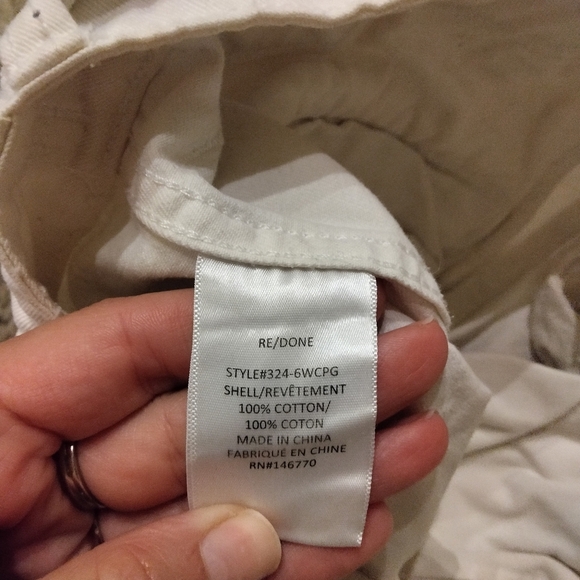 RE/DONE
STYLE#324-6WCPG
SHELL/REVÊTEMENT
100% COTTON/
100% COTON
MADE IN CHINA
FABRIQUÉ EN CHINE
RN#146770